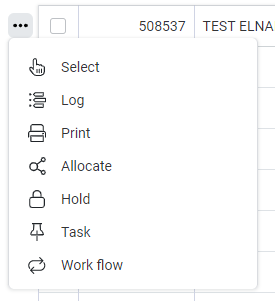 508537 TEST ELNA
Select
Log
Print
Allocate
Hold
Task
Work flow